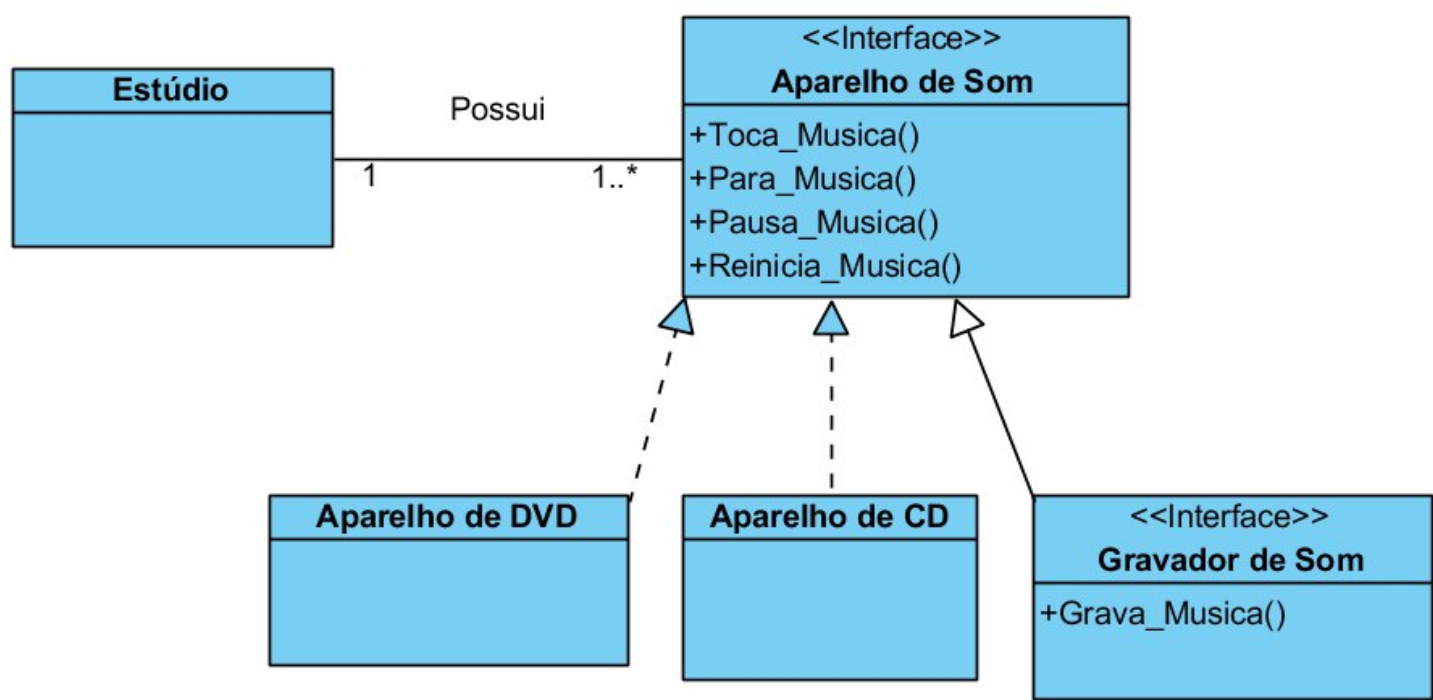 Estúdio
Possui
1
1..*
<<Interface>>
Aparelho de Som
+Toca_Musica()
+Para_Musica()
+Pausa_Musica()
+Reinicia_Musica()
Aparelho de DVD
Aparelho de CD
<<Interface>>
Gravador de Som
+Grava_Musica()